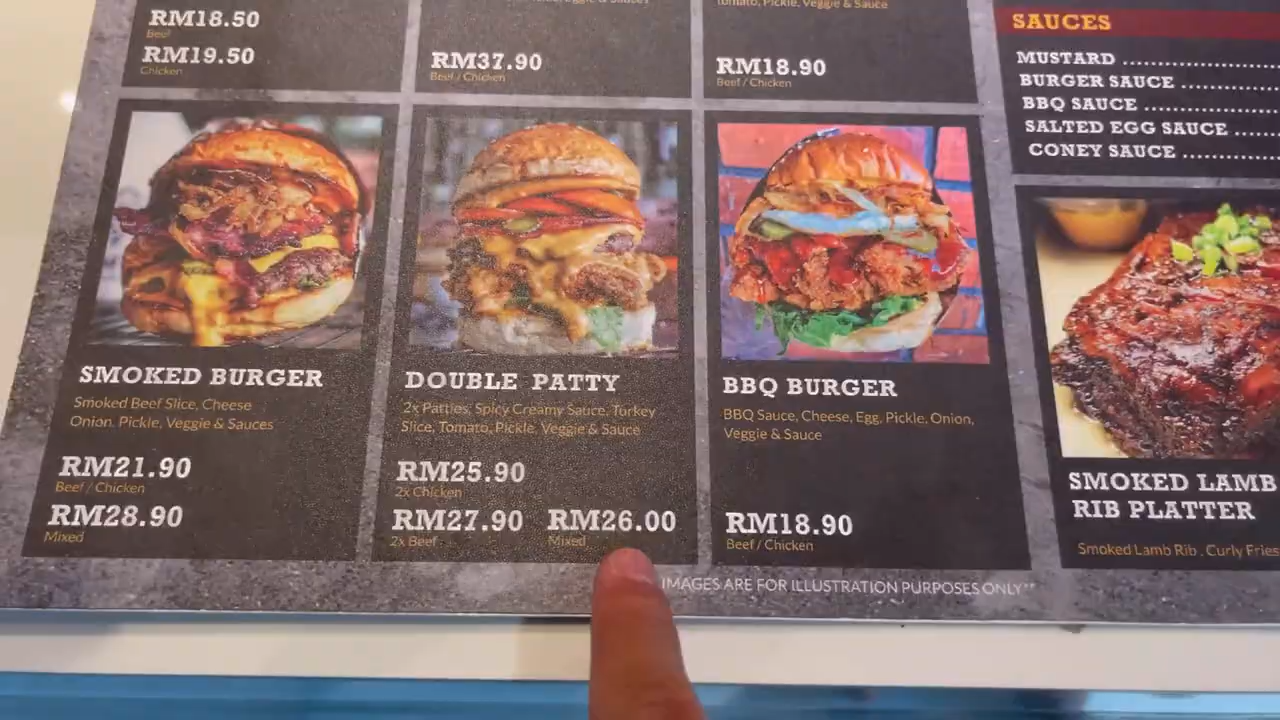 RM18.50
Beef
RM19.50
Chicken
RM37.90
Beef / Chicken
Tomato, Pickle, Veggie & Sauce
RM18.90
Beef / Chicken
SAUCES
MUSTARD
BURGER SAUCE
BBQ SAUCE
SALTED EGG SAUCE
CONEY SAUCE
SMOKED BURGER
Smoked Beef Slice, Cheese
Onion, Pickle, Veggie & Sauces
RM21.90
Beef / Chicken
RM28.90
Mixed
DOUBLE PATTY
2x Patties, Spicy Creamy Sauce, Turkey
Slice, Tomato, Pickle, Veggie & Sauce
RM25.90
2x Chicken
RM27.90
2x Beef
RM26.00
Mixed
BBQ BURGER
BBQ Sauce, Cheese, Egg, Pickle, Onion,
Veggie & Sauce
RM18.90
Beef / Chicken
SMOKED LAMB
RIB PLATTER
Smoked Lamb Rib , Curly Fries
IMAGES ARE FOR ILLUSTRATION PURPOSES ONLY**